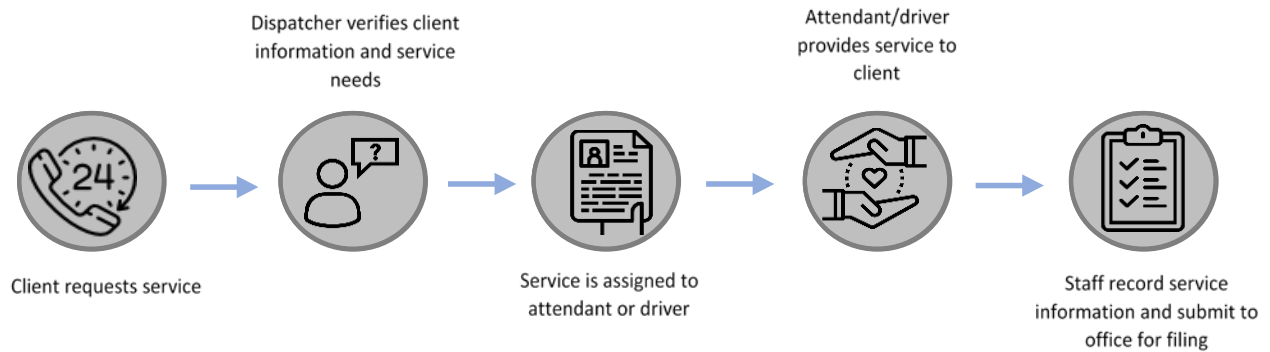 Client requests service
24
Dispatcher verifies client
information and service
needs
?
Service is assigned to
attendant or driver
Attendant/driver
provides service to
client
Staff record service
information and submit to
office for filing